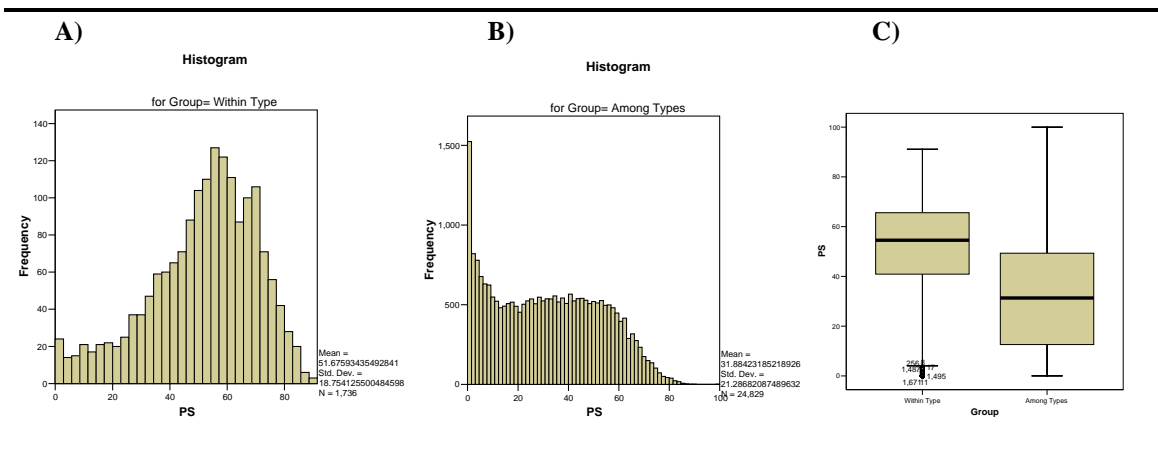 A)
Histogram
for Group= Within Type
140
120
100
80
60
40
20
0
Frequency
0 20 40 60 80
PS
Mean =
51.67593435492841
Std. Dev. =
18.754125500484598
N = 1,736
B)
Histogram
for Group= Among Types
1,500
1,000
500
0
Frequency
0 20 40 60 80 100
PS
Mean =
31.88423185218926
Std. Dev. =
21.28682087489632
N = 24,829
C)
100
80
60
40
20
0
PS
1,495
Within Type Among Types
Group